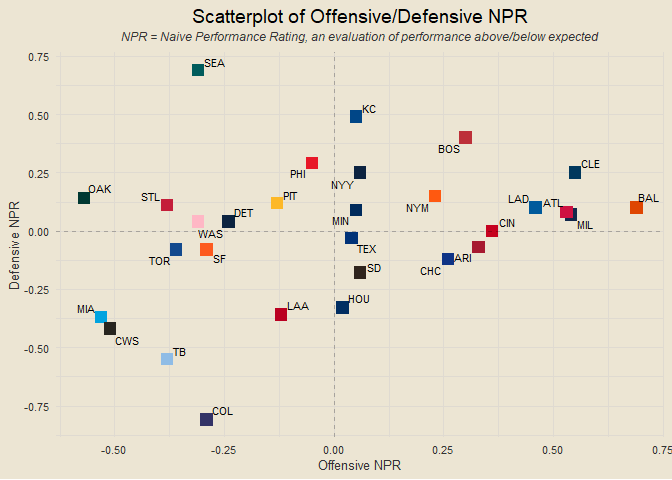 Scatterplot of Offensive/Defensive NPR
NPR = Naive Performance Rating, an evaluation of performance above/below expected
0.75
SEA
0.50
KC
BOS
0.25
PHI
CLE
NYY
OAK
STL
PIT
LAD
ATL
BAL
NYM
DET
MIN
CIN
MIL
0.00
WAS
TEX
TOR
SF
ARI
SD
CHC
-0.25
MIA
LAA
HOU
CWS
-0.50
TB
-0.75
COL
Defensive NPR
-0.50
-0.25
0.00
0.25
0.50
0.75
Offensive NPR